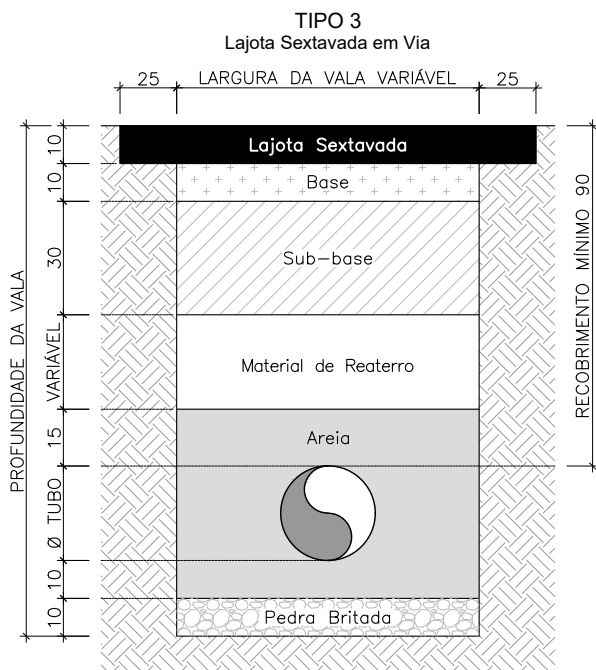 TIPO 3
Lajota Sextavada em Via
25
LARGURA DA VALA VARIÁVEL
25
Lajota Sextavada
Base
Sub-base
Material de Reaterro
Areia
Pedra Britada
PROFUNDIDADE DA VALA
10
10
30
VARIÁVEL
15
Ø TUBO
10
10
RECOBRIMENTO MÍNIMO 90